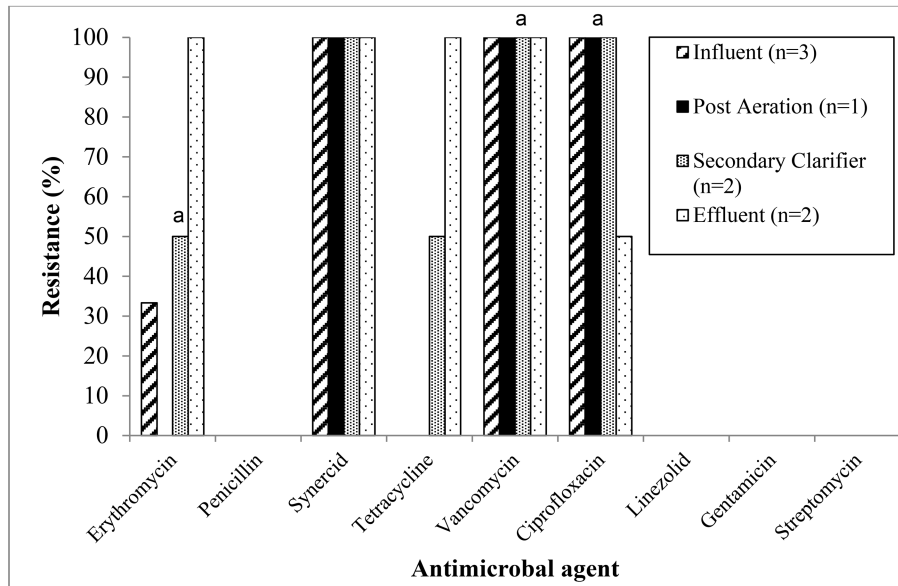 a
a
a
100
90
80
70
60
50
40
30
20
10
0
Resistance (%)
Influent (n=3)
Post Aeration (n=1)
Secondary Clarifier
(n=2)
Effluent (n=2)
Erythromycin
Penicillin
Synercid
Tetracycline
Vancomycin
Ciprofloxacin
Linezolid
Gentamicin
Streptomycin
Antimicrobal agent